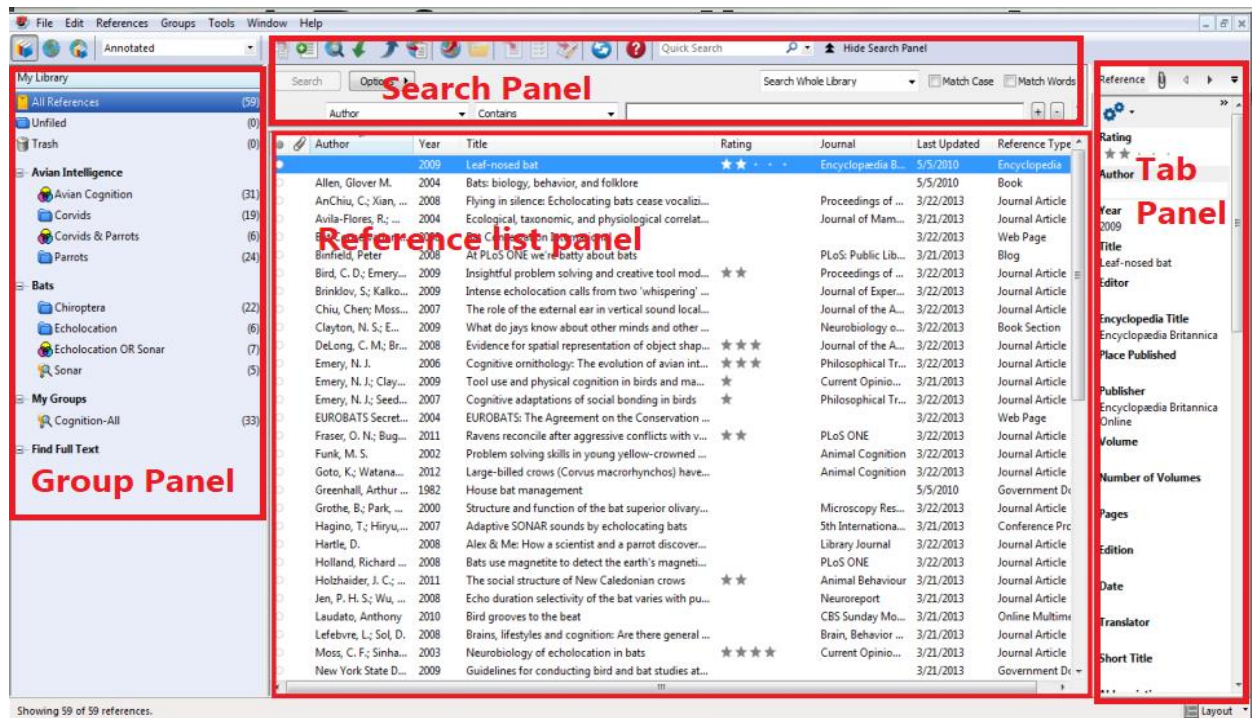 File Edit References Groups Tools Window Help
Annotated
Quick Search
Hide Search Panel
My Library
All References (59)
Unfiled (0)
Trash (0)
Avian Intelligence
Avian Cognition (31)
Corvids (19)
Corvids & Parrots (6)
Parrots (24)
Bats
Chiroptera (22)
Echolocation (6)
Echolocation OR Sonar (7)
Sonar (5)
My Groups
Cognition-All (33)
Find Full Text
Group Panel
Search Options Search Whole Library Match Case Match Words
Search Panel
Author Contains + -
Author Year Title Rating Journal Last Updated Reference Type
2009 Leaf-nosed bat Encyclopædia B... 5/5/2010 Encyclopedia
Allen, Glover M. 2004 Bats: biology, behavior, and folklore 5/5/2010 Book
AnChiu, C.; Xian, ... 2008 Flying in silence: Echolocating bats cease vocalizi... Proceedings of ... 3/22/2013 Journal Article
Avila-Flores, R.; ... 2004 Ecological, taxonomic, and physiological correlat... Journal of Mam... 3/21/2013 Journal Article
3/22/2013 Web Page
Reference list panel
Binfield, Peter 2008 At PLoS ONE we're batty about bats PLoS: Public Lib... 3/21/2013 Blog
Bird, C. D.; Emery... 2009 Insightful problem solving and creative tool mod... Proceedings of ... 3/22/2013 Journal Article
Brinklov, S.; Kalko... 2009 Intense echolocation calls from two 'whispering' ... Journal of Exper... 3/22/2013 Journal Article
Chiu, Chen; Moss... 2007 The role of the external ear in vertical sound local... Journal of the A... 3/22/2013 Journal Article
Clayton, N. S.; E... 2009 What do jays know about other minds and other ... Neurobiology o... 3/22/2013 Book Section
DeLong, C. M.; Br... 2008 Evidence for spatial representation of object shap... Journal of the A... 3/22/2013 Journal Article
Emery, N. J. 2006 Cognitive ornithology: The evolution of avian int... Philosophical Tr... 3/22/2013 Journal Article
Emery, N. J.; Clay... 2009 Tool use and physical cognition in birds and ma... Current Opinio... 3/21/2013 Journal Article
Emery, N. J.; Seed... 2007 Cognitive adaptations of social bonding in birds Philosophical Tr... 3/21/2013 Journal Article
EUROBATS Secret... 2004 EUROBATS: The Agreement on the Conservation ... 3/22/2013 Web Page
Fraser, O. N.; Bug... 2011 Ravens reconcile after aggressive conflicts with v... PLoS ONE 3/22/2013 Journal Article
Funk, M. S. 2002 Problem solving skills in young yellow-crowned ... Animal Cognition 3/22/2013 Journal Article
Goto, K.; Watana... 2012 Large-billed crows (Corvus macrorhynchos) have... Animal Cognition 3/22/2013 Journal Article
Greenhall, Arthur ... 1982 House bat management 5/5/2010 Government Do
Grothe, B.; Park, ... 2000 Structure and function of the bat superior olivary... Microscopy Res... 3/22/2013 Journal Article
Hagino, T.; Hiryu,... 2007 Adaptive SONAR sounds by echolocating bats 5th Internationa... 3/21/2013 Conference Prc
Hartle, D. 2008 Alex & Me: How a scientist and a parrot discover... Library Journal 3/22/2013 Journal Article
Holland, Richard ... 2008 Bats use magnetite to detect the earth's magneti... PLoS ONE 3/22/2013 Journal Article
Holzhaider, J. C.; ... 2011 The social structure of New Caledonian crows Animal Behaviour 3/21/2013 Journal Article
Jen, P. H. S.; Wu, ... 2008 Echo duration selectivity of the bat varies with pu... Neuroreport 3/21/2013 Journal Article
Laudato, Anthony 2010 Bird grooves to the beat CBS Sunday Mo... 3/21/2013 Online Multime
Lefebvre, L.; Sol, D. 2008 Brains, lifestyles and cognition: Are there general ... Brain, Behavior ... 3/21/2013 Journal Article
Moss, C. F.; Sinha... 2003 Neurobiology of echolocation in bats Current Opinio... 3/21/2013 Journal Article
New York State D... 2009 Guidelines for conducting bird and bat studies at... 3/21/2013 Government Do
Reference
Rating
Author
Tab
Panel
Year
2009
Title
Leaf-nosed bat
Editor
Encyclopedia Title
Encyclopædia Britannica
Place Published
Publisher
Encyclopædia Britannica
Online
Volume
Number of Volumes
Pages
Edition
Date
Translator
Short Title
Showing 59 of 59 references.
Layout